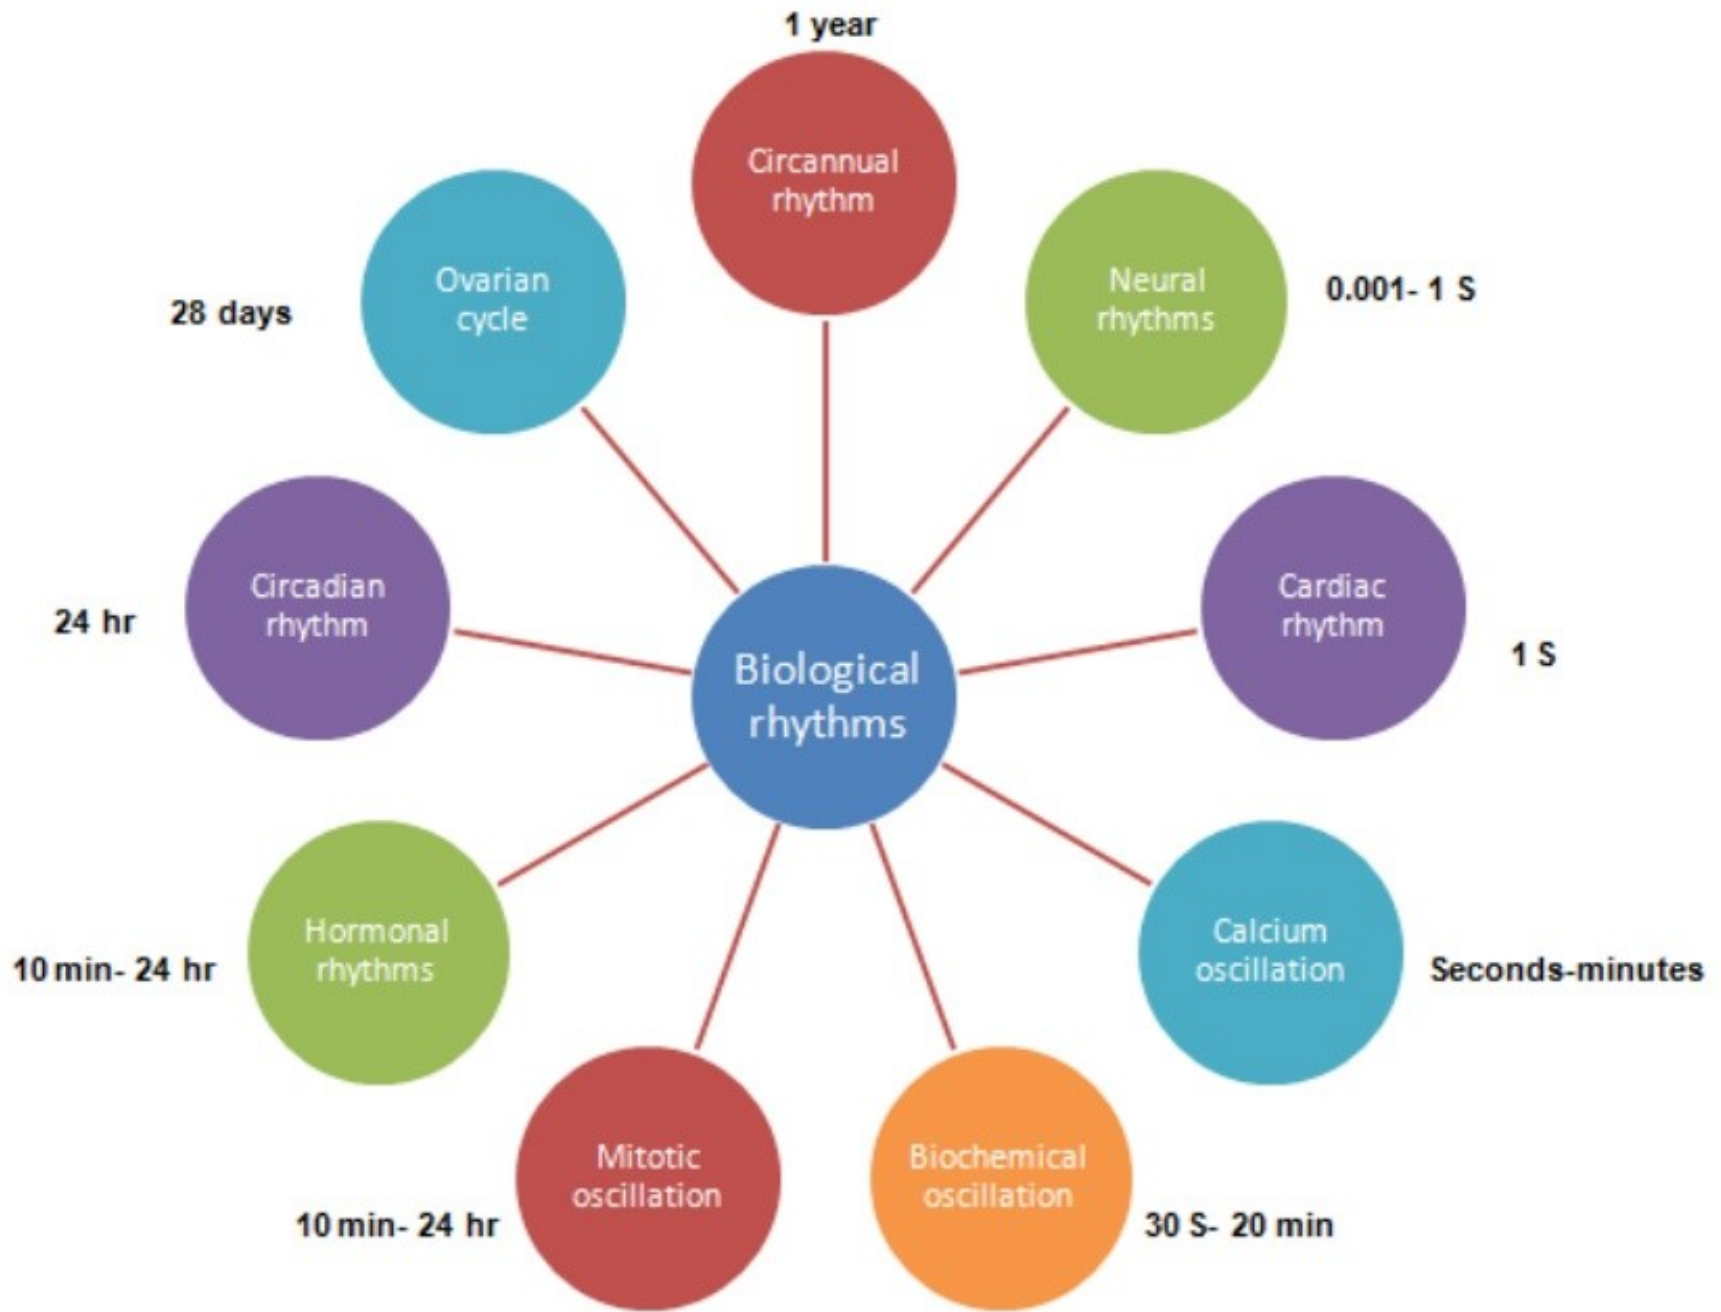 1 year
Circannual
rhythm
Neural
rhythms
0.001- 1 S
Cardiac
rhythm
1 S
Calcium
oscillation
Seconds-minutes
Biochemical
oscillation
30 S- 20 min
Mitotic
oscillation
10 min- 24 hr
Hormonal
rhythms
10 min- 24 hr
Circadian
rhythm
24 hr
Ovarian
cycle
28 days
Biological
rhythms